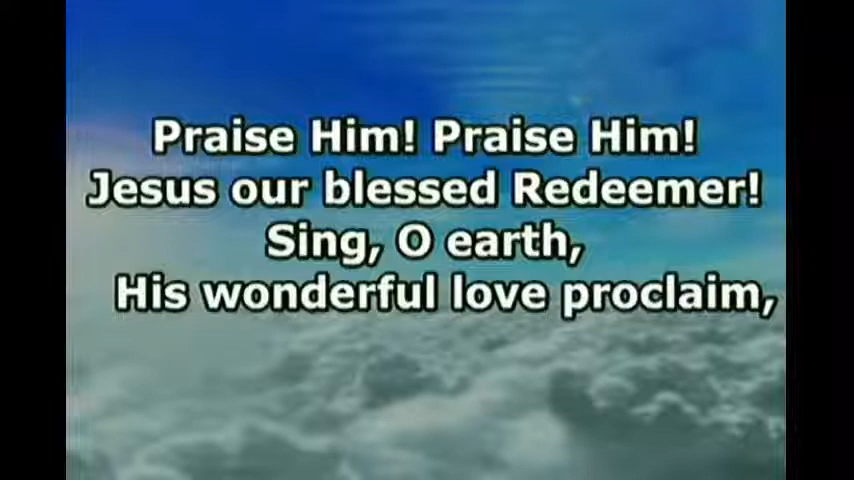 Praise Him! Praise Him!
Jesus our blessed Redeemer!
Sing, O earth,
His wonderful love proclaim,